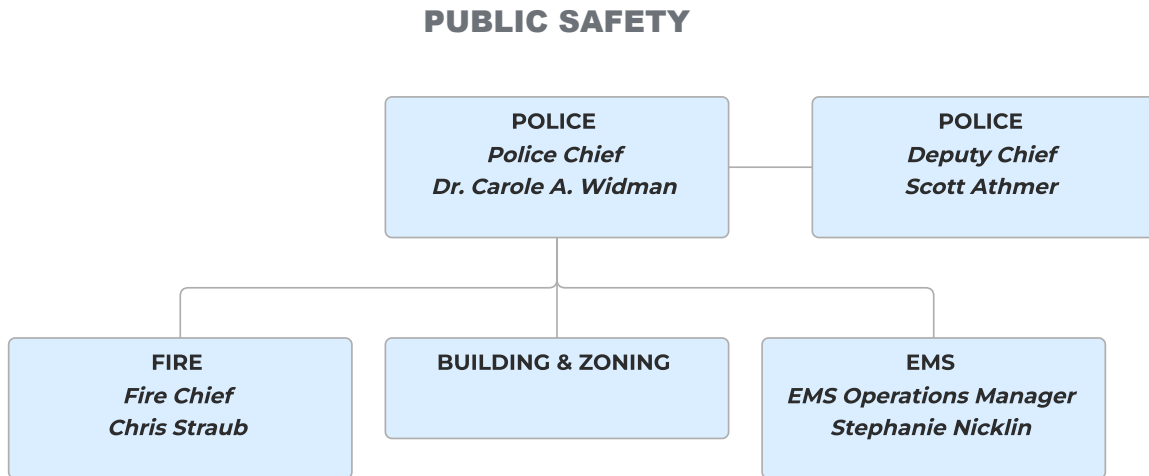 PUBLIC SAFETY
POLICE
Police Chief
Dr. Carole A. Widman
POLICE
Deputy Chief
Scott Athmer
FIRE
Fire Chief
Chris Straub
BUILDING & ZONING
EMS
EMS Operations Manager
Stephanie Nicklin